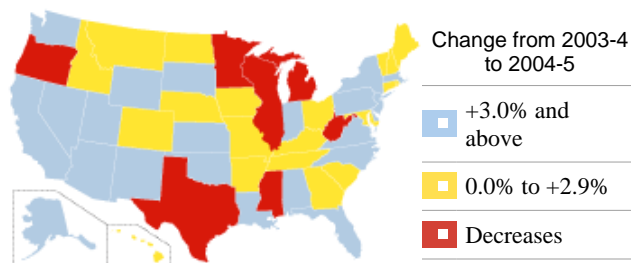 Change from 2003-4
to 2004-5
+3.0% and
above
0.0% to +2.9%
Decreases